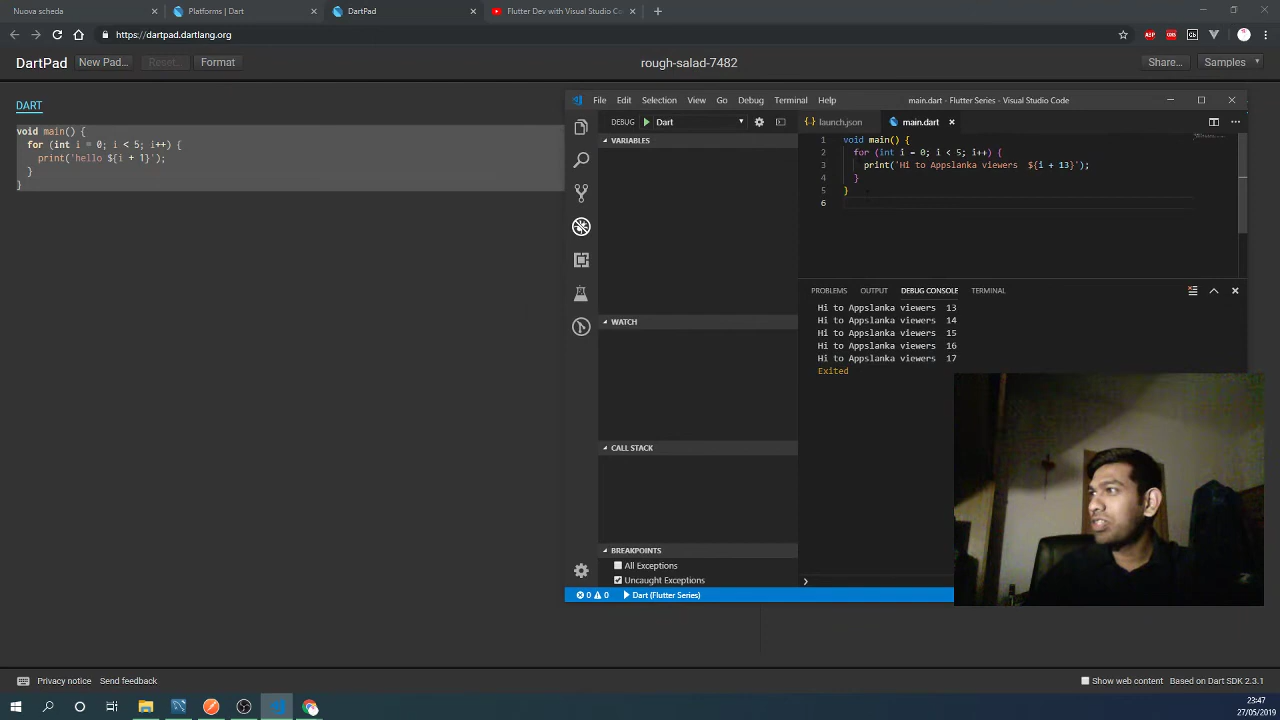 Nuova scheda
Platforms | Dart
DartPad
Flutter Dev with Visual Studio Co
https://dartpad.dartlang.org
ABP
Cb
DartPad
New Pad...
Reset...
Format
rough-salad-7482
Share...
Samples
DART
void main() {
for (int i = 0; i < 5; i++) {
print('hello ${i + 1}');
}
}
File Edit Selection View Go Debug Terminal Help
main.dart - Flutter Series - Visual Studio Code
DEBUG
Dart
launch.json
main.dart
VARIABLES
WATCH
CALL STACK
BREAKPOINTS
All Exceptions
Uncaught Exceptions
1 void main() {
2 for (int i = 0; i < 5; i++) {
3 print('Hi to Appslanka viewers  ${i + 13}');
4 }
5 }
6
PROBLEMS OUTPUT DEBUG CONSOLE TERMINAL
Hi to Appslanka viewers  13
Hi to Appslanka viewers  14
Hi to Appslanka viewers  15
Hi to Appslanka viewers  16
Hi to Appslanka viewers  17
Exited
0 0 Dart (Flutter Series)
Privacy notice Send feedback
Show web content Based on Dart SDK 2.3.1
23:47
27/05/2019